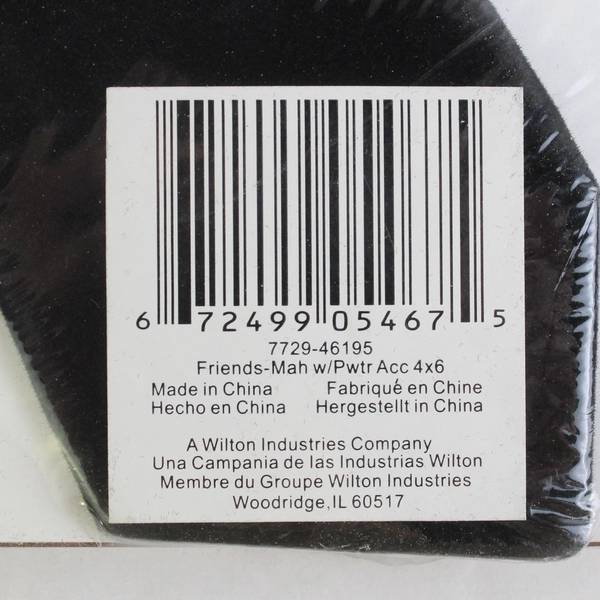 6 72499 05467 5
7729-46195
Friends-Mah w/Pwtr Acc 4x6
Made in China Fabriqué en Chine
Hecho en China Hergestellt in China
A Wilton Industries Company
Una Campania de las Industrias Wilton
Membre du Groupe Wilton Industries
Woodridge, IL 60517